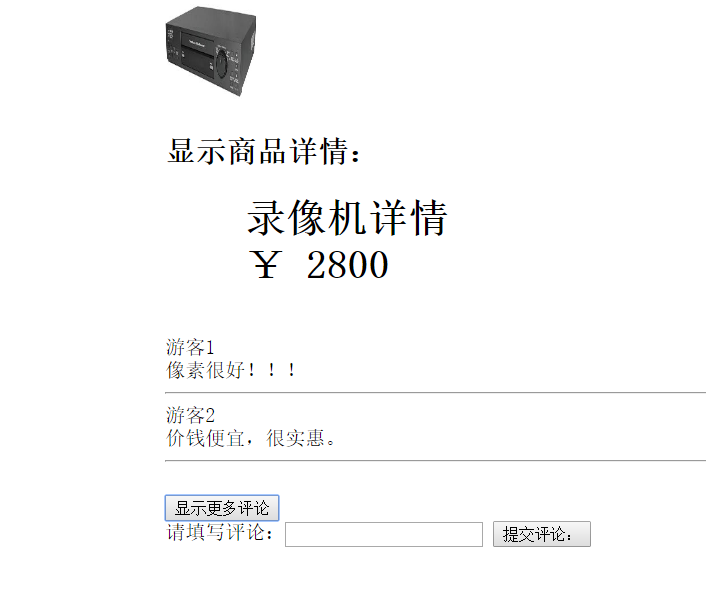 显示商品详情：
录像机详情
￥ 2800
游客1
像素很好！！！
游客2
价钱便宜，很实惠。
显示更多评论
请填写评论： 提交评论：